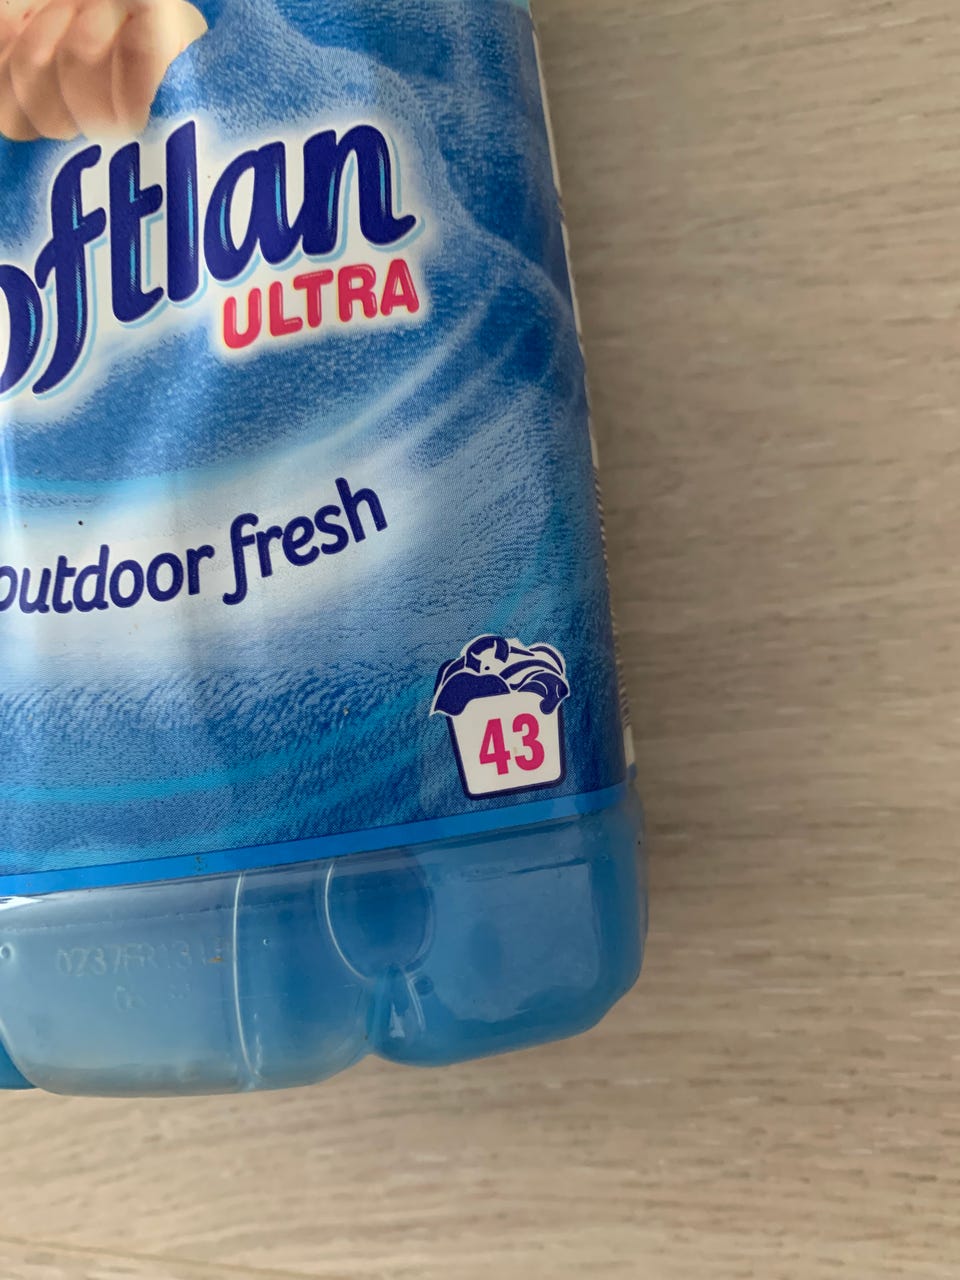 oftlan
ULTRA
outdoor fresh
43